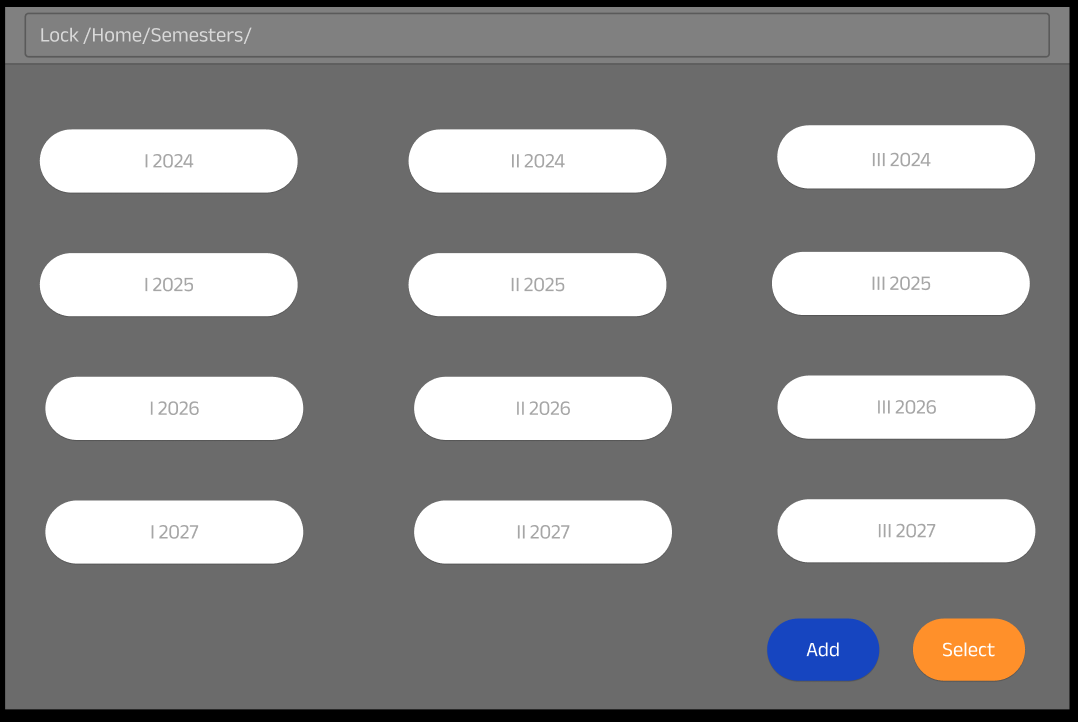 Lock /Home/Semesters/
I 2024
II 2024
III 2024
I 2025
II 2025
III 2025
I 2026
II 2026
III 2026
I 2027
II 2027
III 2027
Add
Select